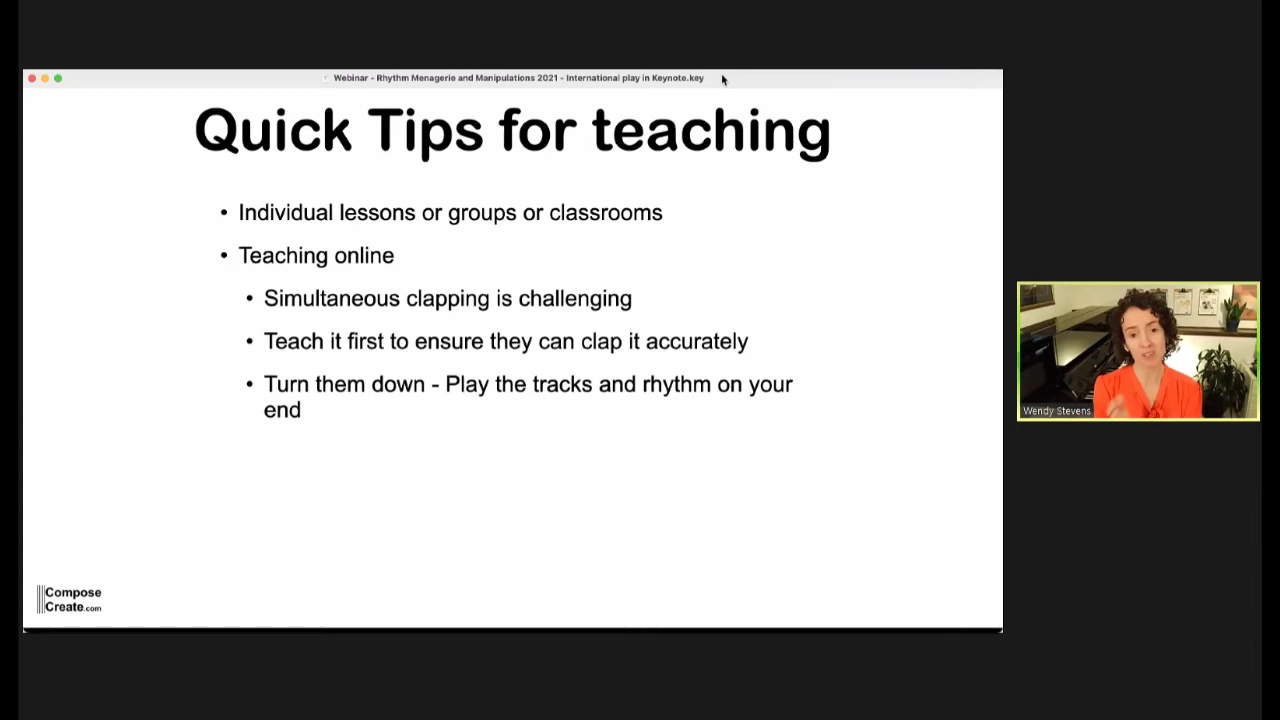 Webinar - Rhythm Menagerie and Manipulations 2021 - International play in Keynote.key
Quick Tips for teaching
• Individual lessons or groups or classrooms
• Teaching online
• Simultaneous clapping is challenging
• Teach it first to ensure they can clap it accurately
• Turn them down - Play the tracks and rhythm on your
end
Wendy Stevens
Compose
Create.com